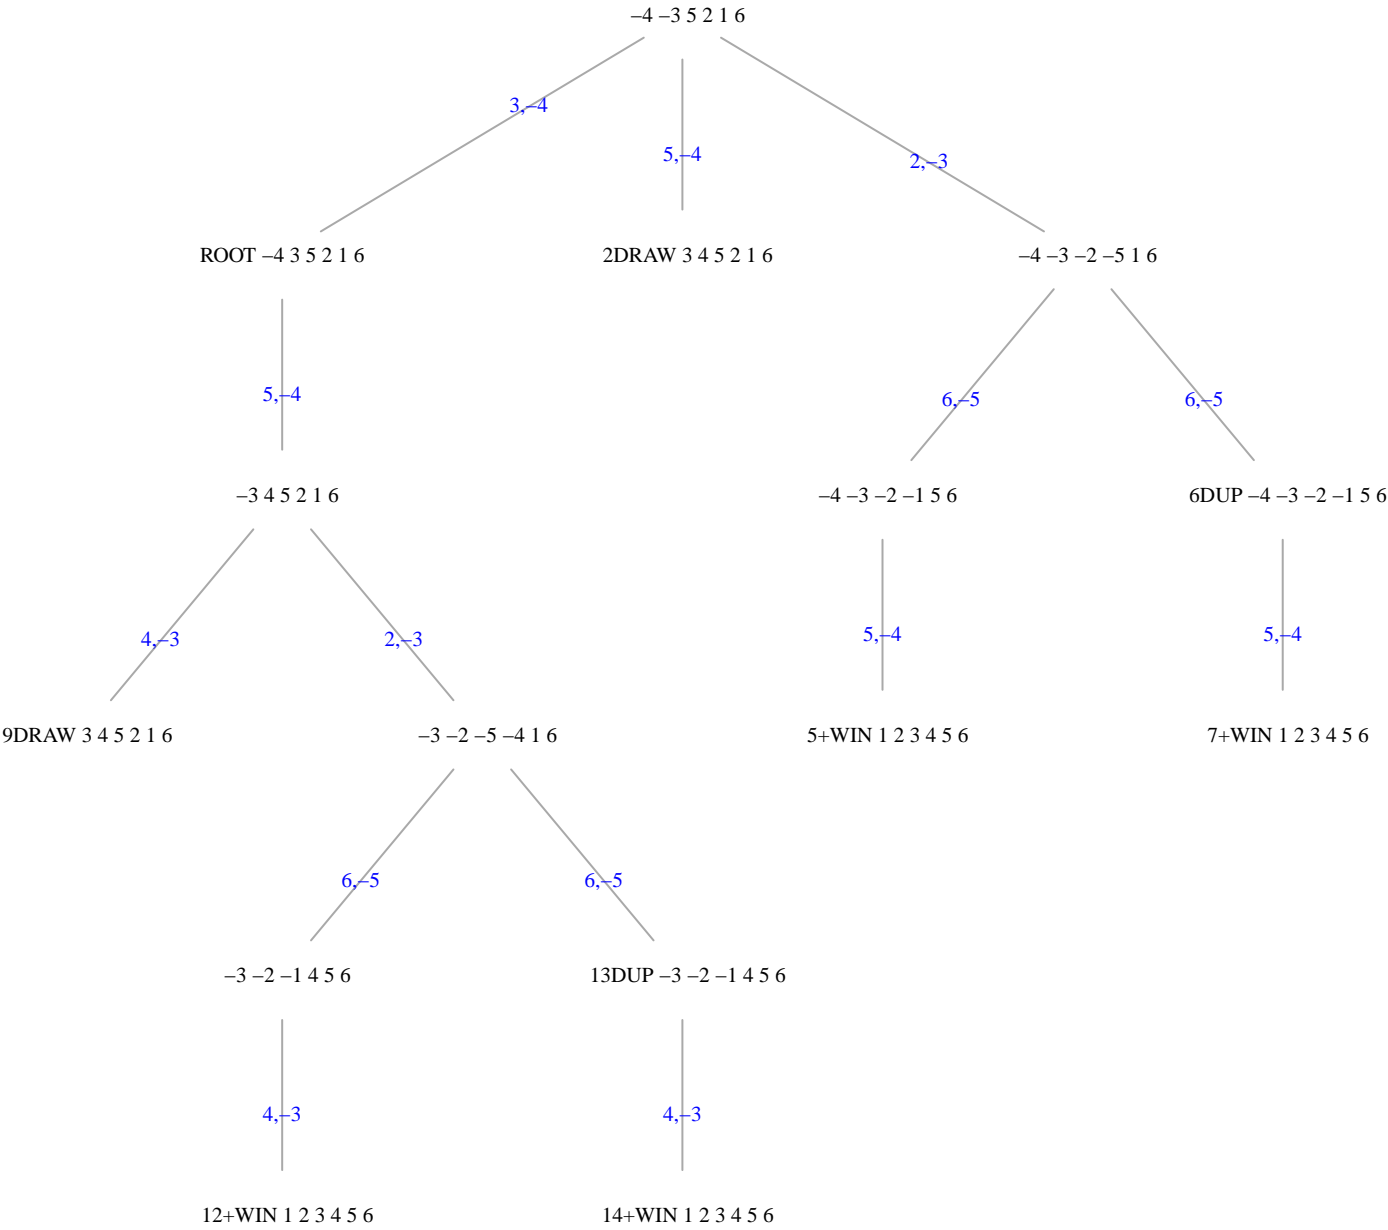 –4 –3 5 2 1 6
3,–4
5,–4
2,–3
ROOT –4 3 5 2 1 6
2DRAW 3 4 5 2 1 6
–4 –3 –2 –5 1 6
5,–4
6,–5
6,–5
–3 4 5 2 1 6
–4 –3 –2 –1 5 6
6DUP –4 –3 –2 –1 5 6
4,–3
2,–3
5,–4
5,–4
9DRAW 3 4 5 2 1 6
–3 –2 –5 –4 1 6
5+WIN 1 2 3 4 5 6
7+WIN 1 2 3 4 5 6
6,–5
6,–5
–3 –2 –1 4 5 6
13DUP –3 –2 –1 4 5 6
4,–3
4,–3
12+WIN 1 2 3 4 5 6
14+WIN 1 2 3 4 5 6